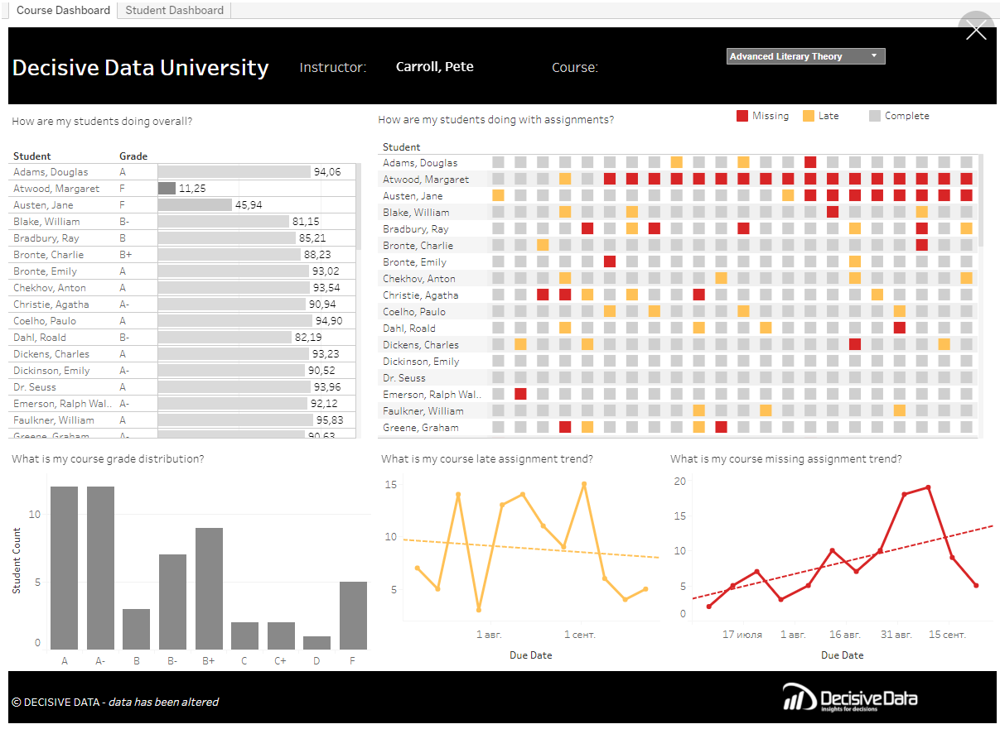 Course Dashboard Student Dashboard
Decisive Data University Instructor: Carroll, Pete Course: Advanced Literary Theory
How are my students doing overall?
Student Grade
Adams, Douglas A 94,06
Atwood, Margaret F 11,25
Austen, Jane F 45,94
Blake, William B- 81,15
Bradbury, Ray B 85,21
Bronte, Charlie B+ 88,23
Bronte, Emily A 93,02
Chekhov, Anton A 93,54
Christie, Agatha A- 90,94
Coelho, Paulo A 94,90
Dahl, Roald B- 82,19
Dickens, Charles A 93,23
Dickinson, Emily A- 90,52
Dr. Seuss A 93,96
Emerson, Ralph Wal.. A- 92,12
Faulkner, William A 95,83
Greene, Graham A- 90,63
How are my students doing with assignments?
Missing Late Complete
Student
Adams, Douglas
Atwood, Margaret
Austen, Jane
Blake, William
Bradbury, Ray
Bronte, Charlie
Bronte, Emily
Chekhov, Anton
Christie, Agatha
Coelho, Paulo
Dahl, Roald
Dickens, Charles
Dickinson, Emily
Dr. Seuss
Emerson, Ralph Wal..
Faulkner, William
Greene, Graham
What is my course grade distribution?
Student Count
10
5
0
A A- B B- B+ C C+ D F
What is my course late assignment trend?
15
10
5
1 авг. 1 сент.
Due Date
What is my course missing assignment trend?
20
15
10
5
0
17 июля 1 авг. 16 авг. 31 авг. 15 сент.
Due Date
© DECISIVE DATA - data has been altered
DecisiveData
insights for decisions